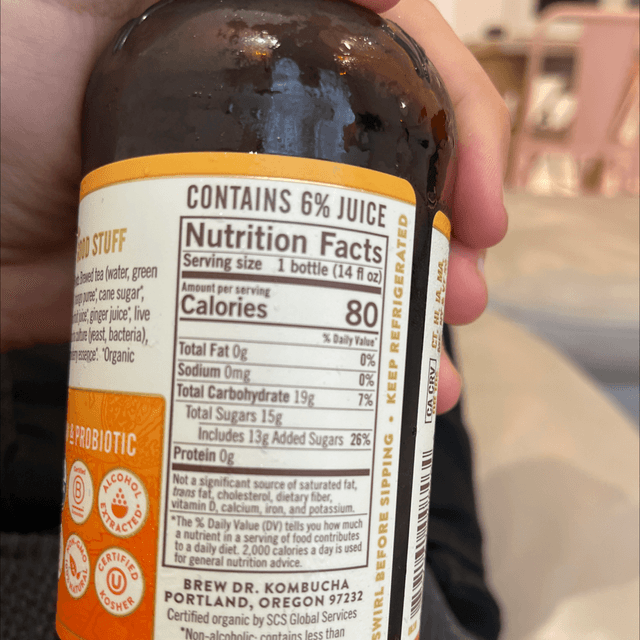 CONTAINS 6% JUICE
Nutrition Facts
Serving size 1 bottle (14 fl oz)
Amount per serving
Calories 80
% Daily Value*
Total Fat 0g 0%
Sodium 0mg 0%
Total Carbohydrate 19g 7%
Total Sugars 15g
Includes 13g Added Sugars 26%
Protein 0g
Not a significant source of saturated fat,
trans fat, cholesterol, dietary fiber,
vitamin D, calcium, iron, and potassium.
*The % Daily Value (DV) tells you how much
a nutrient in a serving of food contributes
to a daily diet. 2,000 calories a day is used
for general nutrition advice.
BREW DR. KOMBUCHA
PORTLAND, OREGON 97232
Certified organic by SCS Global Services
*Non-alcoholic: contains less than
SWIRL BEFORE SIPPING • KEEP REFRIGERATED
STUFF
tea (water, green
cane sugar*,
ginger juice*, live
culture (yeast, bacteria),
essence*. *Organic
& PROBIOTIC
Certified
B
ALCOHOL
EXTRACTED
CERTIFIED
U
KOSHER
CA CRV